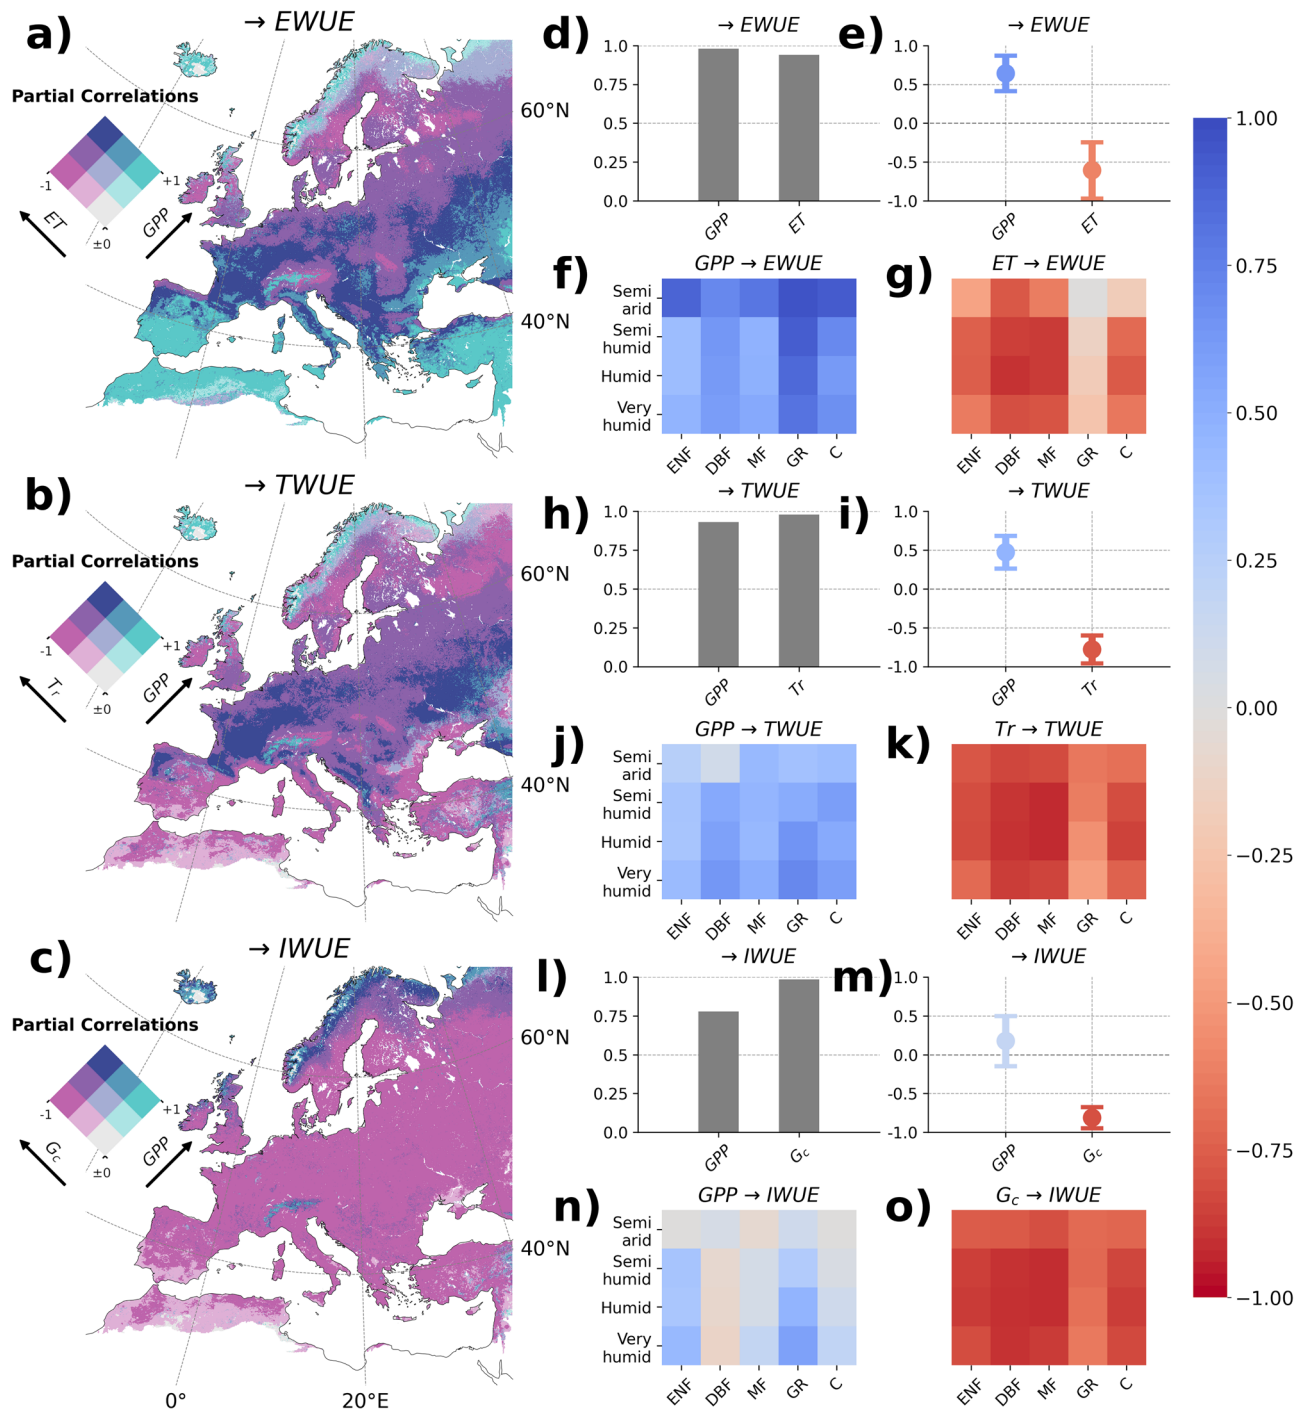 a)
→ EWUE
Partial Correlations
-1
+1
±0
ET
GPP
60°N
40°N
b)
→ TWUE
Partial Correlations
-1
+1
±0
Tr
GPP
60°N
40°N
c)
→ IWUE
Partial Correlations
-1
+1
±0
Gc
GPP
60°N
40°N
0°
20°E
d)
→ EWUE
1.0
0.75
0.5
0.25
0.0
GPP
ET
e)
→ EWUE
1.0
0.5
0.0
-0.5
-1.0
GPP
ET
f)
GPP → EWUE
Semi
arid
Semi
humid
Humid
Very
humid
ENF
DBF
MF
GR
C
g)
ET → EWUE
ENF
DBF
MF
GR
C
h)
→ TWUE
1.0
0.75
0.5
0.25
0.0
GPP
Tr
i)
→ TWUE
1.0
0.5
0.0
-0.5
-1.0
GPP
Tr
j)
GPP → TWUE
Semi
arid
Semi
humid
Humid
Very
humid
ENF
DBF
MF
GR
C
k)
Tr → TWUE
ENF
DBF
MF
GR
C
l)
→ IWUE
1.0
0.75
0.5
0.25
0.0
GPP
Gc
m)
→ IWUE
1.0
0.5
0.0
-0.5
-1.0
GPP
Gc
n)
GPP → IWUE
Semi
arid
Semi
humid
Humid
Very
humid
ENF
DBF
MF
GR
C
o)
Gc → IWUE
ENF
DBF
MF
GR
C
1.00
0.75
0.50
0.25
0.00
−0.25
−0.50
−0.75
−1.00